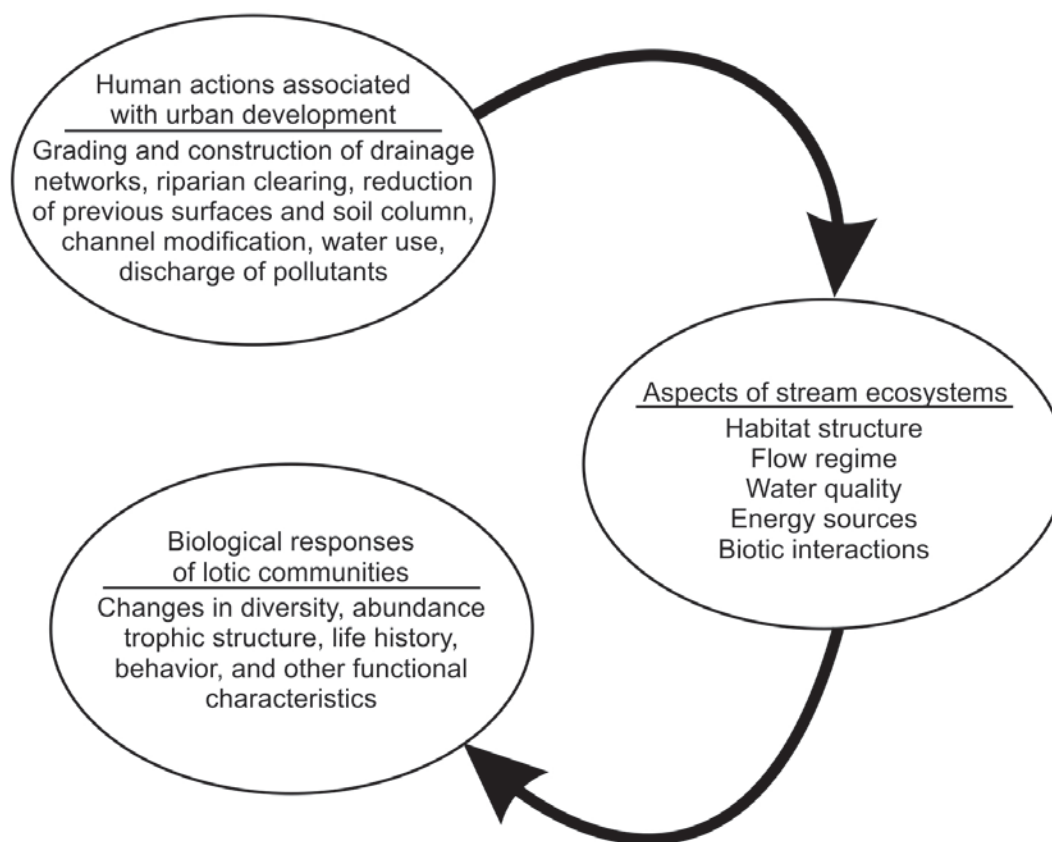 Human actions associated
with urban development
Grading and construction of drainage
networks, riparian clearing, reduction
of previous surfaces and soil column,
channel modification, water use,
discharge of pollutants
Aspects of stream ecosystems
Habitat structure
Flow regime
Water quality
Energy sources
Biotic interactions
Biological responses
of lotic communities
Changes in diversity, abundance
trophic structure, life history,
behavior, and other functional
characteristics